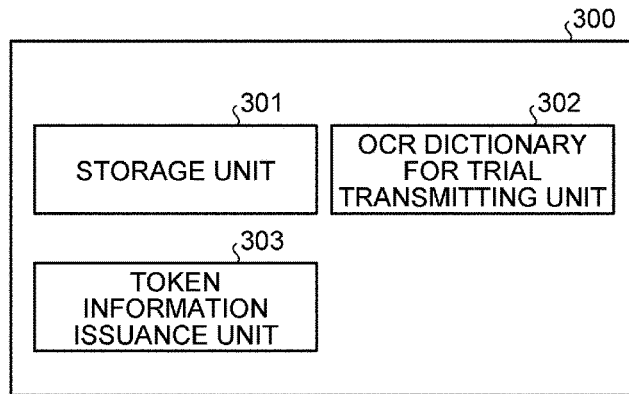 300
301
302
STORAGE UNIT
OCR DICTIONARY
FOR TRIAL
TRANSMITTING UNIT
303
TOKEN
INFORMATION
ISSUANCE UNIT